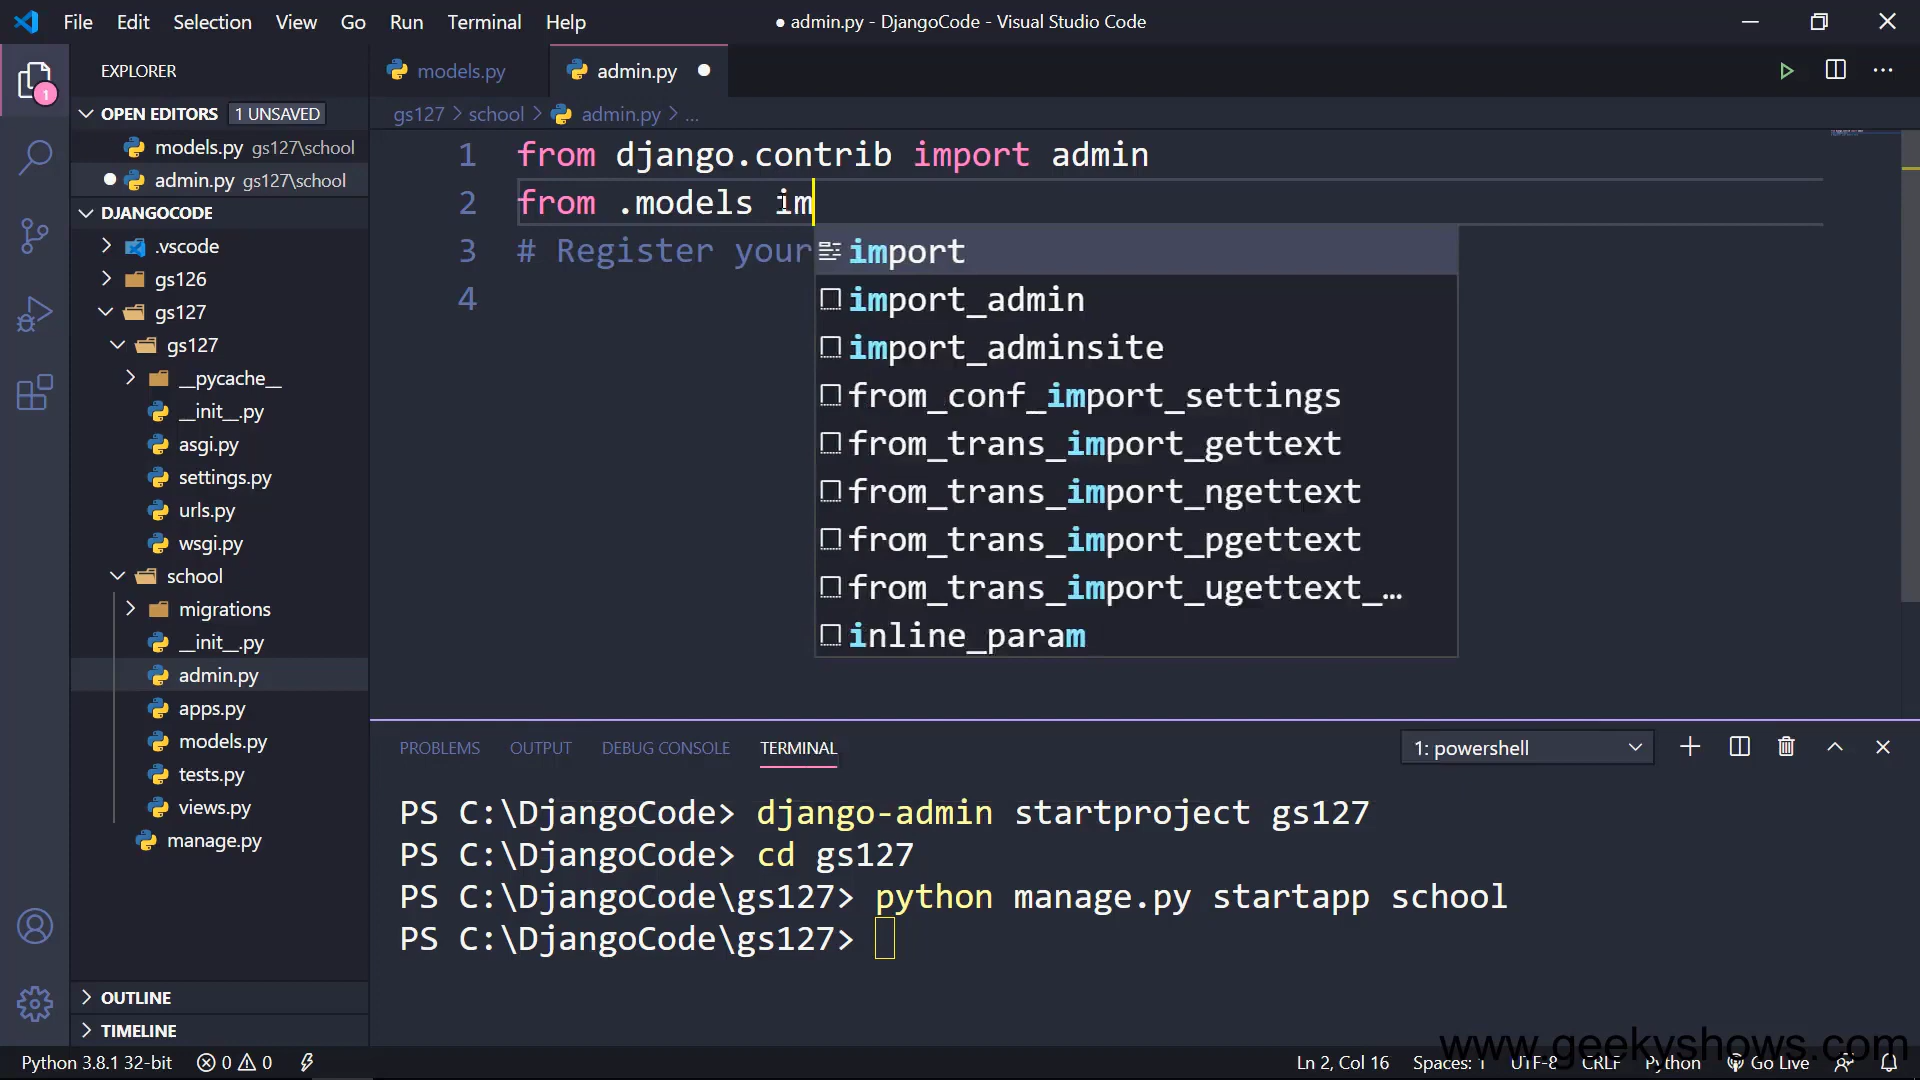 File Edit Selection View Go Run Terminal Help
● admin.py - DjangoCode - Visual Studio Code
EXPLORER
1
OPEN EDITORS 1 UNSAVED
models.py gs127\school
admin.py gs127\school
DJANGOCODE
.vscode
gs126
gs127
gs127
__pycache__
__init__.py
asgi.py
settings.py
urls.py
wsgi.py
school
migrations
__init__.py
admin.py
apps.py
models.py
tests.py
views.py
manage.py
OUTLINE
TIMELINE
models.py admin.py
gs127 > school > admin.py > ...
1 from django.contrib import admin
2 from .models im
3 # Register your
4
import
import_admin
import_adminsite
from_conf_import_settings
from_trans_import_gettext
from_trans_import_ngettext
from_trans_import_pgettext
from_trans_import_ugettext_…
inline_param
PROBLEMS OUTPUT DEBUG CONSOLE TERMINAL 1: powershell
PS C:\DjangoCode> django-admin startproject gs127
PS C:\DjangoCode> cd gs127
PS C:\DjangoCode\gs127> python manage.py startapp school
PS C:\DjangoCode\gs127>
www.geekyshows.com
Python 3.8.1 32-bit 0 0 Ln 2, Col 16 Spaces: 1 UTF-8 CRLF Python Go Live